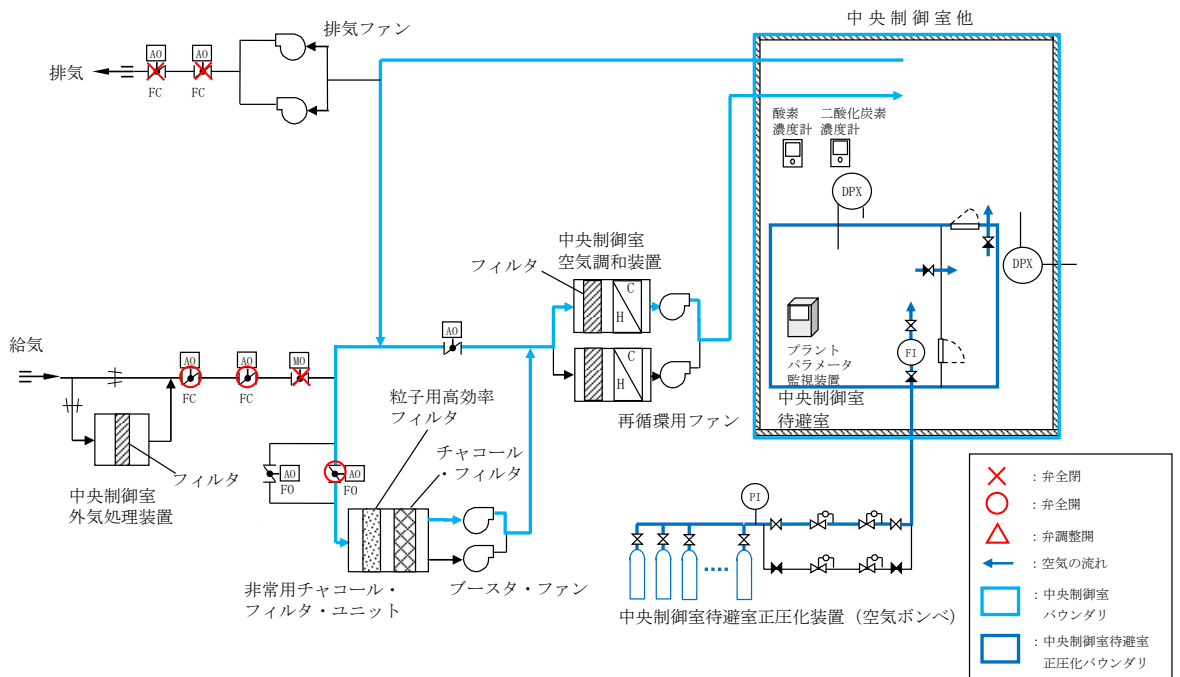 中央制御室他
排気ファン
AO
AO
排気
FC
FC
酸素
濃度計
二酸化炭素
濃度計
DPX
DPX
中央制御室
空気調和装置
フィルタ
C
H
C
H
再循環用ファン
AO
給気
AO
AO
MO
FC
FC
フィルタ
中央制御室
外気処理装置
粒子用高効率
フィルタ
チャコール
・フィルタ
AO
FO
AO
FO
非常用チャコール・
フィルタ・ユニット
ブースタ・ファン
プラント
パラメータ
監視装置
FI
中央制御室
待避室
PI
中央制御室待避室正圧化装置（空気ボンベ）
：弁全閉
：弁全開
：弁調整開
：空気の流れ
：中央制御室
バウンダリ
：中央制御室待避室
正圧化バウンダリ